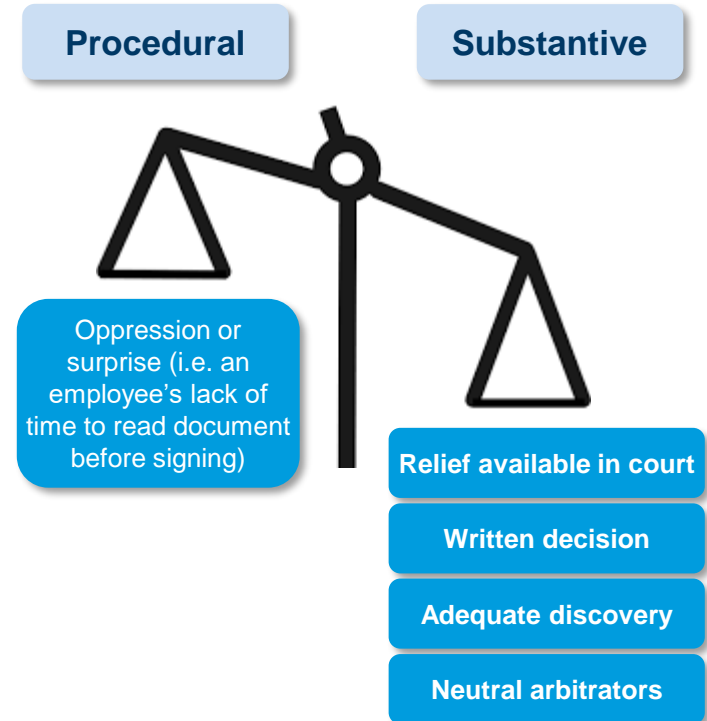 Procedural
Substantive
Oppression or
surprise (i.e. an
employee’s lack of
time to read document
before signing)
Relief available in court
Written decision
Adequate discovery
Neutral arbitrators